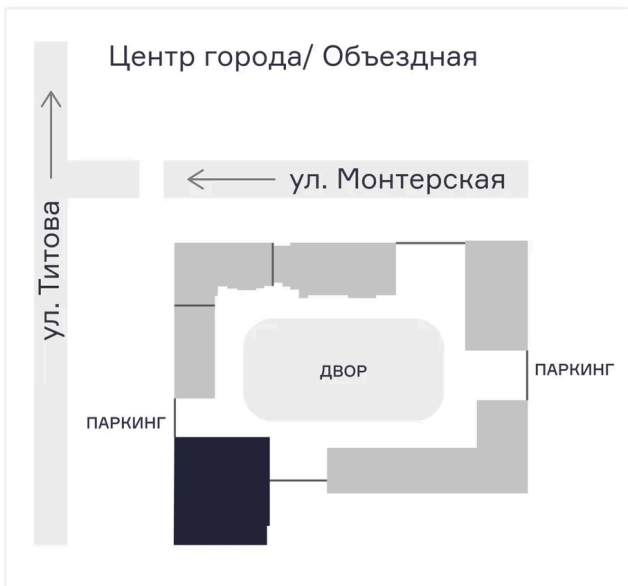 Центр города/ Объездная
ул. Монтерская
ул. Титова
ДВОР
ПАРКИНГ
ПАРКИНГ